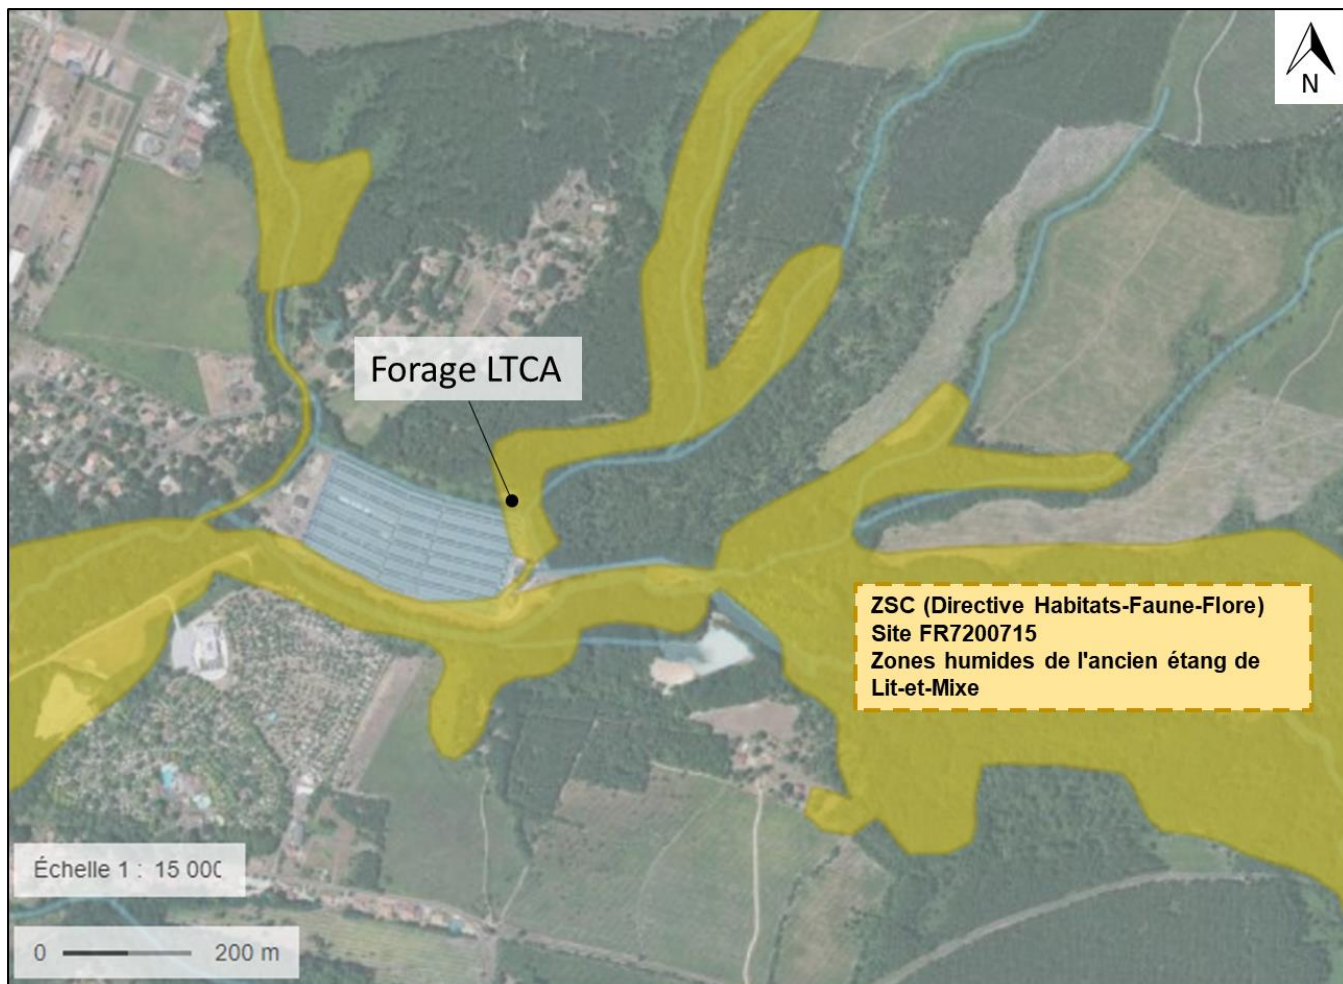 N
Forage LTCA
ZSC (Directive Habitats-Faune-Flore)
Site FR7200715
Zones humides de l'ancien étang de
Lit-et-Mixe
Échelle 1 : 15 000
0 200 m